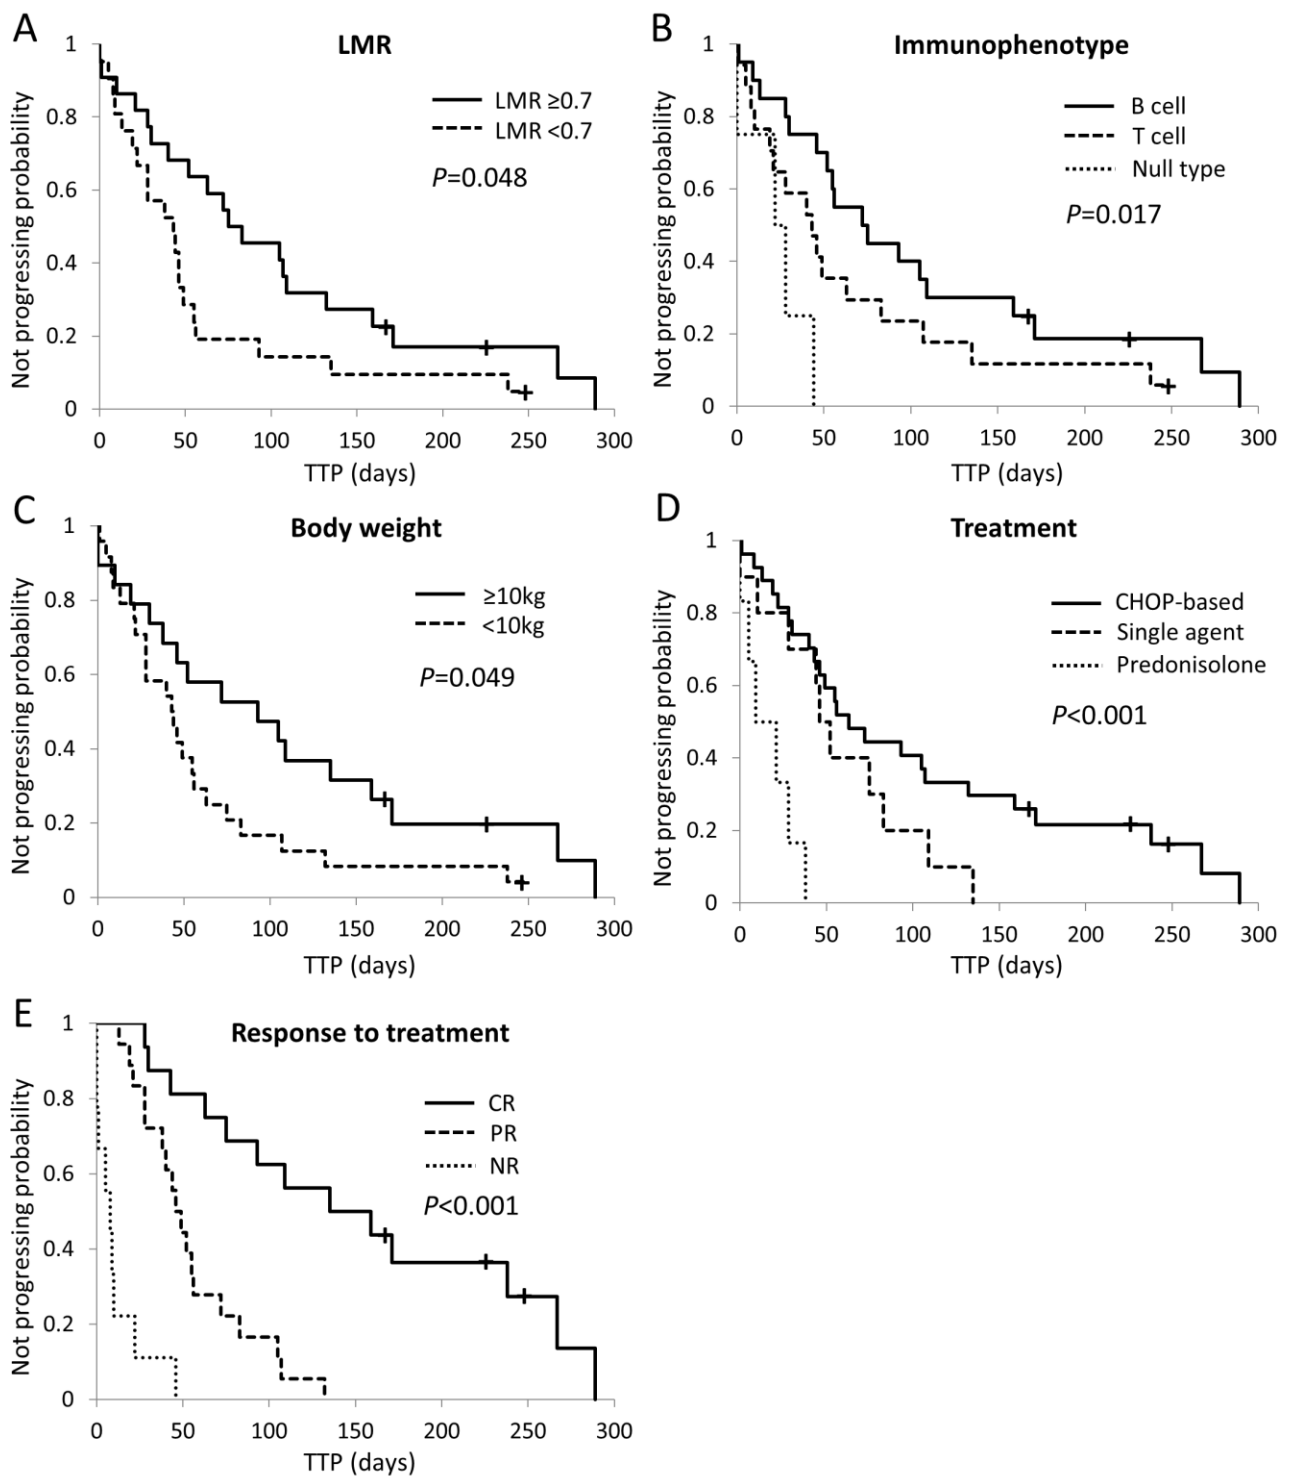 A
LMR
1
0.8
0.6
0.4
0.2
0
Not progressing probability
LMR ≥0.7
LMR <0.7
P=0.048
0 50 100 150 200 250 300
TTP (days)
B
Immunophenotype
1
0.8
0.6
0.4
0.2
0
Not progressing probability
B cell
T cell
Null type
P=0.017
0 50 100 150 200 250 300
TTP (days)
C
Body weight
1
0.8
0.6
0.4
0.2
0
Not progressing probability
≥10kg
<10kg
P=0.049
0 50 100 150 200 250 300
TTP (days)
D
Treatment
1
0.8
0.6
0.4
0.2
0
Not progressing probability
CHOP-based
Single agent
Predonisolone
P<0.001
0 50 100 150 200 250 300
TTP (days)
E
Response to treatment
1
0.8
0.6
0.4
0.2
0
Not progressing probability
CR
PR
NR
P<0.001
0 50 100 150 200 250 300
TTP (days)